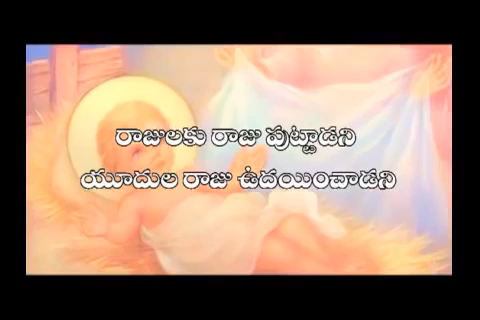 రాజులకు రాజు పుట్టాడని
యూదుల రాజు ఉదయించాడని